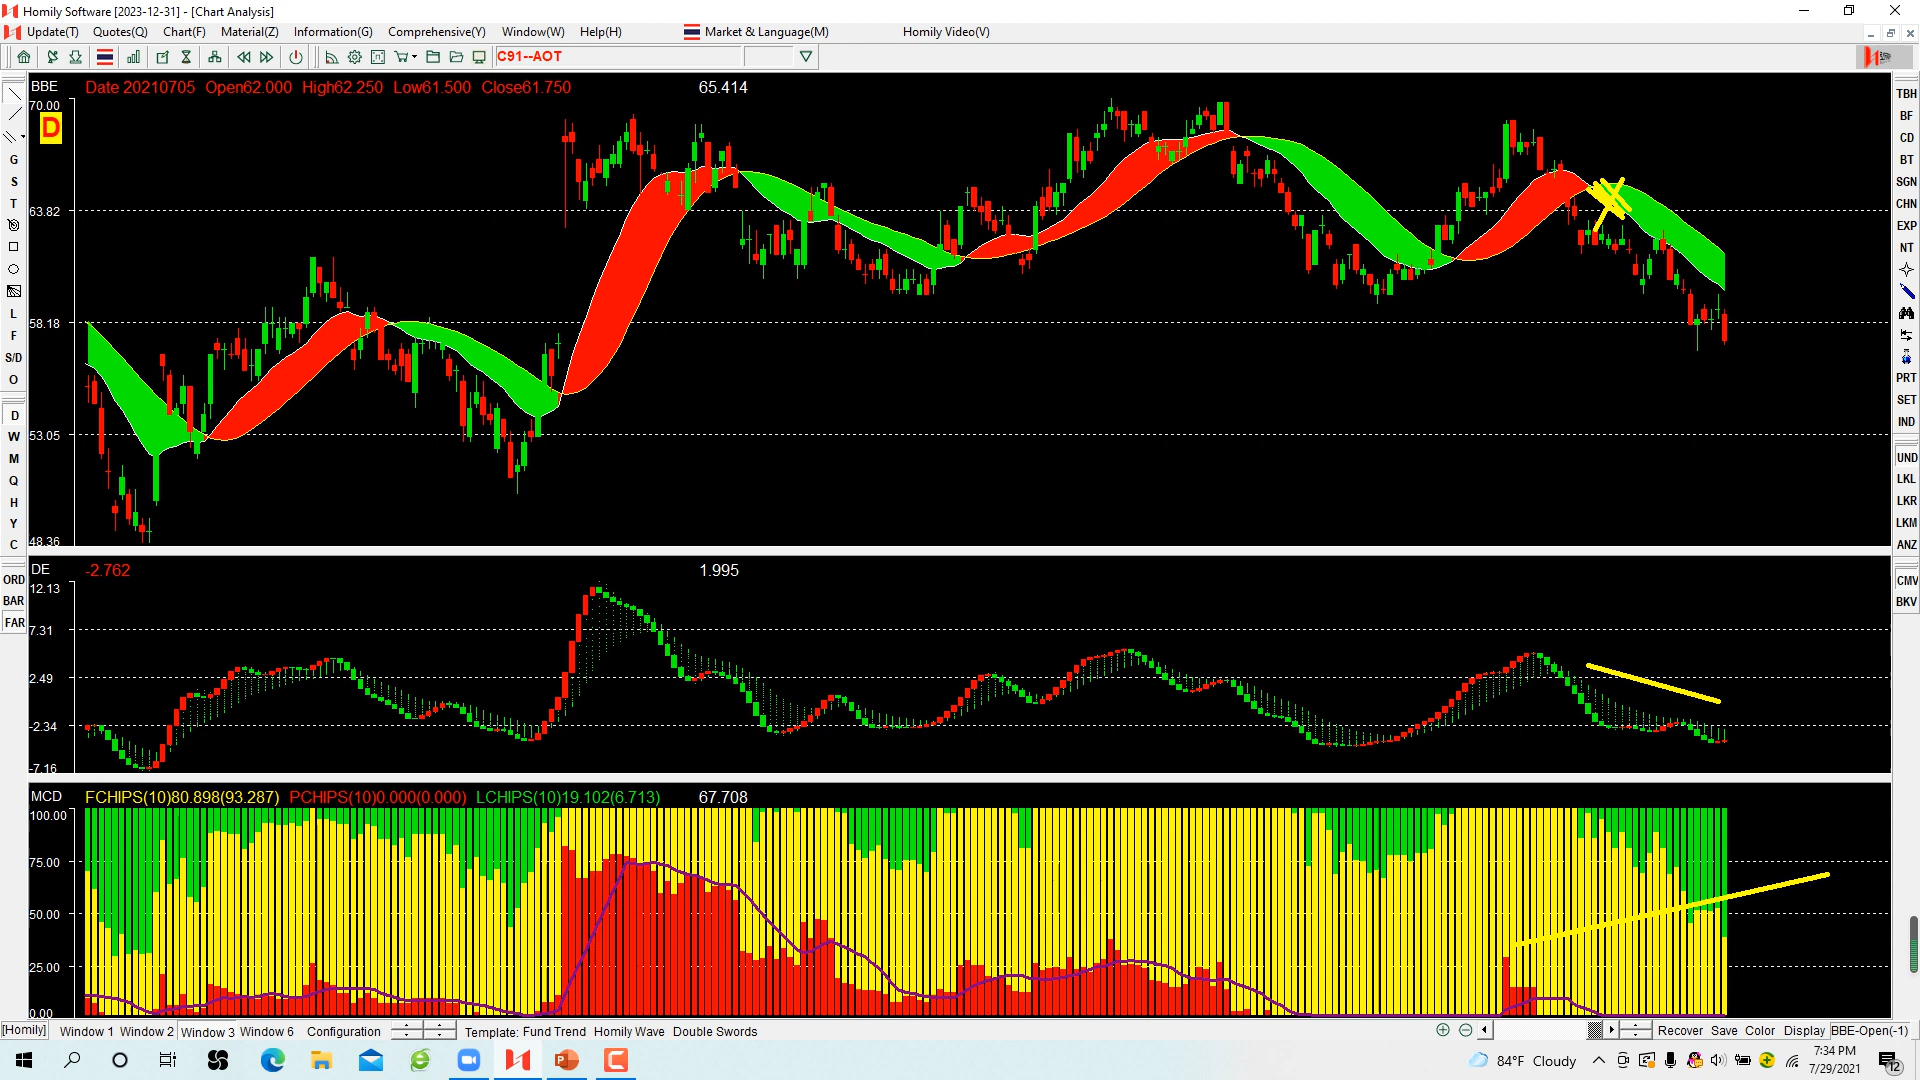 Homily Software [2023-12-31] - [Chart Analysis]
Update(T) Quotes(Q) Chart(F) Material(Z) Information(G) Comprehensive(Y) Window(W) Help(H) Market & Language(M) Homily Video(V)
C91--AOT
BBE Date 20210705 Open62.000 High62.250 Low61.500 Close61.750 65.414
70.00
D
63.82
58.18
53.05
48.36
DE -2.762 1.995
12.13
7.31
2.49
-2.34
-7.16
MCD FCHIPS(10)80.898(93.287) PCHIPS(10)0.000(0.000) LCHIPS(10)19.102(6.713) 67.708
100.00
75.00
50.00
25.00
0.00
G
S
T
L
F
S/D
O
D
W
M
Q
H
Y
C
ORD
BAR
FAR
TBH
BF
CD
BT
SGN
CHN
EXP
NT
PRT
SET
IND
UND
LKL
LKR
LKM
ANZ
CMV
BKV
[Homily] Window 1 Window 2 Window 3 Window 6 Configuration Template: Fund Trend Homily Wave Double Swords Recover Save Color Display BBE-Open(-1)
84°F Cloudy
7:34 PM
7/29/2021
12